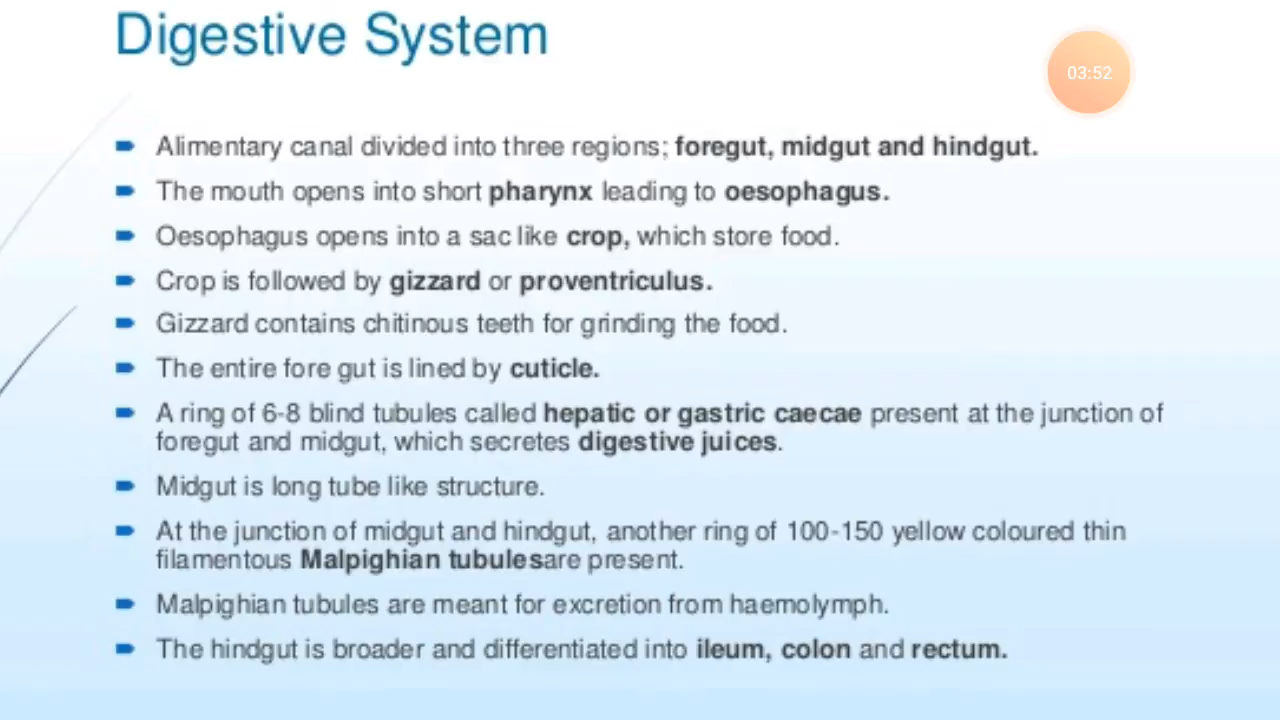 Digestive System
03:52
Alimentary canal divided into three regions; foregut, midgut and hindgut.
The mouth opens into short pharynx leading to oesophagus.
Oesophagus opens into a sac like crop, which store food.
Crop is followed by gizzard or proventriculus.
Gizzard contains chitinous teeth for grinding the food.
The entire fore gut is lined by cuticle.
A ring of 6-8 blind tubules called hepatic or gastric caecae present at the junction of
foregut and midgut, which secretes digestive juices.
Midgut is long tube like structure.
At the junction of midgut and hindgut, another ring of 100-150 yellow coloured thin
filamentous Malpighian tubulesare present.
Malpighian tubules are meant for excretion from haemolymph.
The hindgut is broader and differentiated into ileum, colon and rectum.